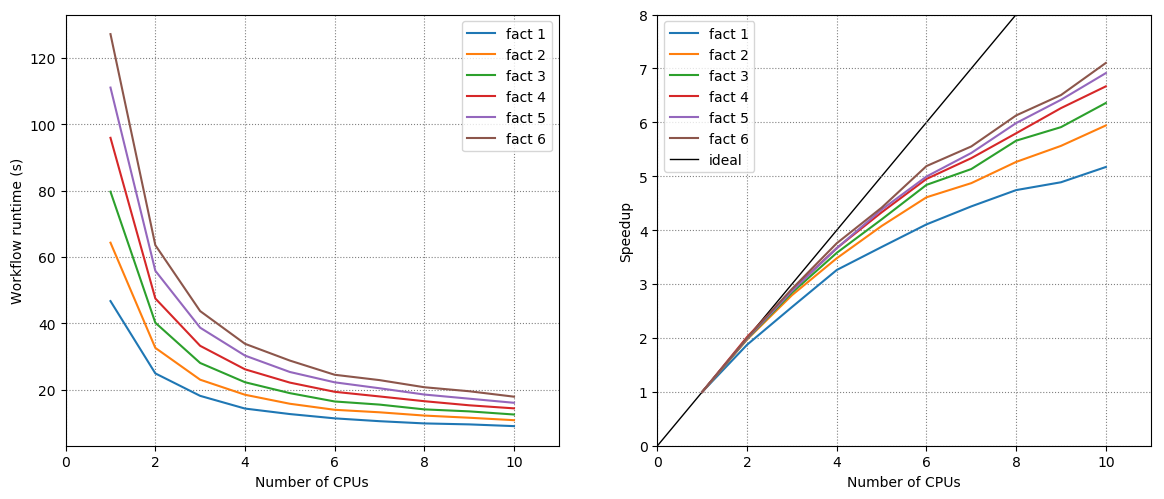 Workflow runtime (s)
120
100
80
60
40
20
0 2 4 6 8 10
Number of CPUs
fact 1
fact 2
fact 3
fact 4
fact 5
fact 6
Speedup
8
7
6
5
4
3
2
1
0
0 2 4 6 8 10
Number of CPUs
fact 1
fact 2
fact 3
fact 4
fact 5
fact 6
ideal